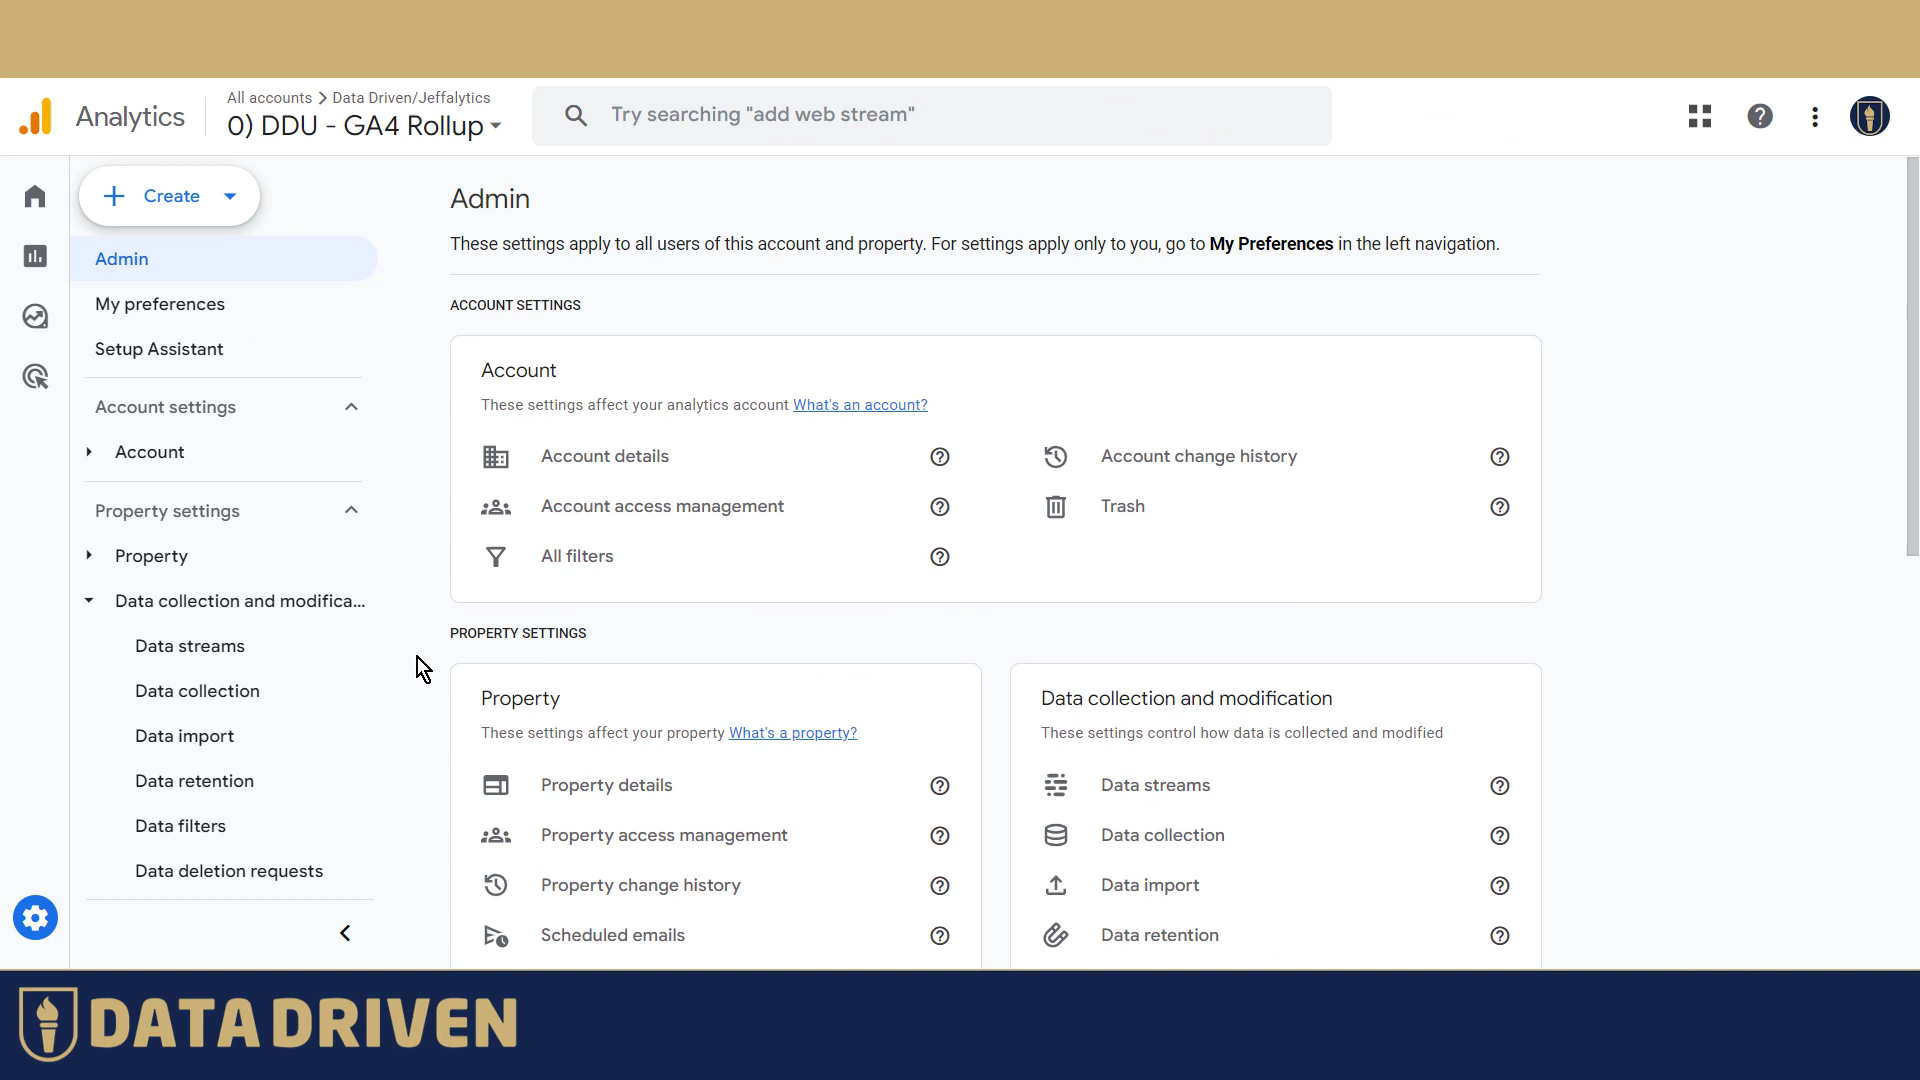 Analytics
All accounts > Data Driven/Jeffalytics
0) DDU - GA4 Rollup
Try searching "add web stream"
Create
Admin
My preferences
Setup Assistant
Account settings
Account
Property settings
Property
Data collection and modifica...
Data streams
Data collection
Data import
Data retention
Data filters
Data deletion requests
Admin
These settings apply to all users of this account and property. For settings apply only to you, go to My Preferences in the left navigation.
ACCOUNT SETTINGS
Account
These settings affect your analytics account What's an account?
Account details
Account change history
Account access management
Trash
All filters
PROPERTY SETTINGS
Property
These settings affect your property What's a property?
Property details
Property access management
Property change history
Scheduled emails
Data collection and modification
These settings control how data is collected and modified
Data streams
Data collection
Data import
Data retention
DATA DRIVEN